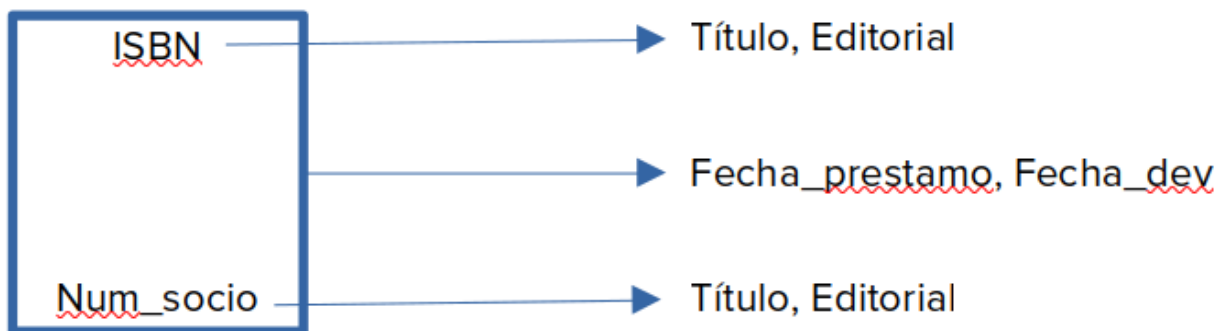 ISBN
Título, Editorial
Fecha_prestamo, Fecha_dev
Num_socio
Título, Editorial